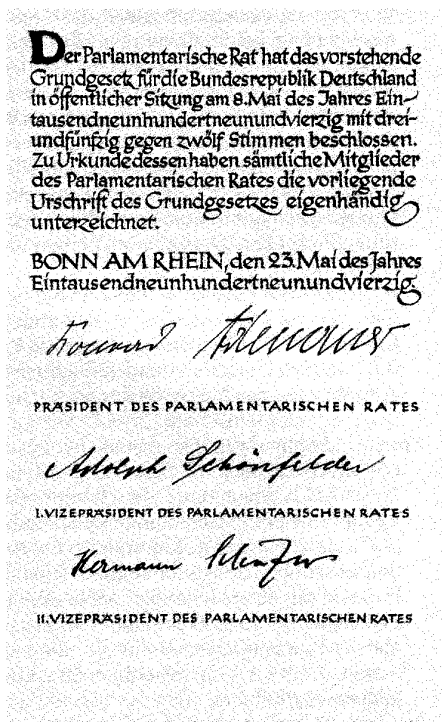 Der Parlamentarische Rat hat das vorstehende
Grundgesetz für die Bundesrepublik Deutschland
in öffentlicher Sitzung am 8. Mai des Jahres Ein-
tausendneunhundertneunundvierzig mit drei-
undfünfzig gegen zwölf Stimmen beschlossen.
Zu Urkunde dessen haben sämtliche Mitglieder
des Parlamentarischen Rates die vorliegende
Urschrift des Grundgesetzes eigenhändig
unterzeichnet.
BONN AM RHEIN, den 23. Mai des Jahres
Eintausendneunhundertneunundvierzig.
Konrad Adenauer
PRÄSIDENT DES PARLAMENTARISCHEN RATES
Adolph Schönfelder
I. VIZEPRÄSIDENT DES PARLAMENTARISCHEN RATES
Hermann Schäfer
II. VIZEPRÄSIDENT DES PARLAMENTARISCHEN RATES